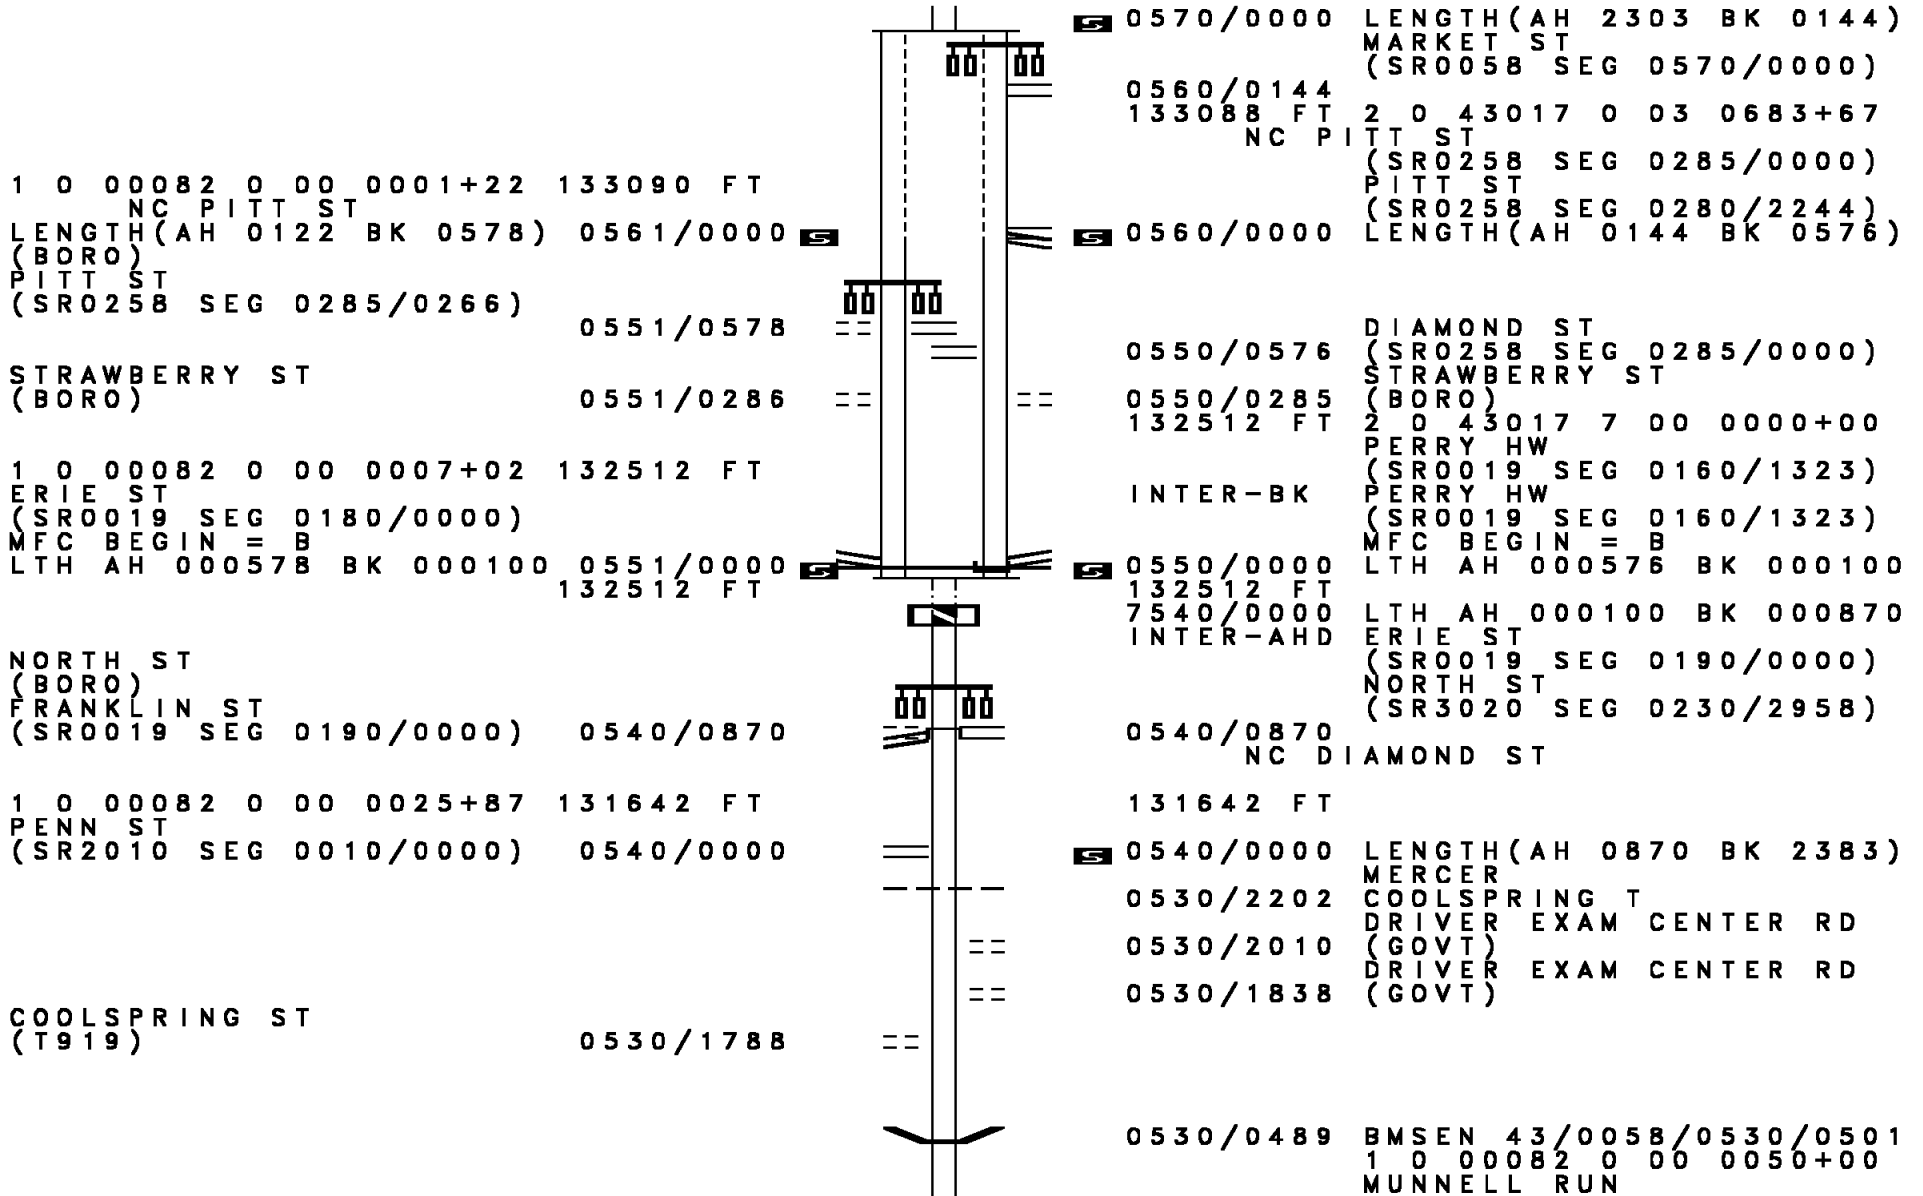 0570/0000 LENGTH(AH 2303 BK 0144)
MARKET ST
(SR0058 SEG 0570/0000)
0560/0144
133088 FT 2 0 43017 0 03 0683+67
NC PITT ST
(SR0258 SEG 0285/0000)
1 0 00082 0 00 0001+22 133090 FT
PITT ST
NC PITT ST
(SR0258 SEG 0280/2244)
LENGTH(AH 0122 BK 0578) 0561/0000 S
S 0560/0000 LENGTH(AH 0144 BK 0576)
(BORO)
PITT ST
(SR0258 SEG 0285/0266)
0551/0578
DIAMOND ST
0550/0576 (SR0258 SEG 0285/0000)
STRAWBERRY ST
STRAWBERRY ST
(BORO) 0551/0286
0550/0285 (BORO)
132512 FT 2 0 43017 7 00 0000+00
PERRY HW
1 0 00082 0 00 0007+02 132512 FT
(SR0019 SEG 0160/1323)
ERIE ST
INTER-BK PERRY HW
(SR0019 SEG 0180/0000)
(SR0019 SEG 0160/1323)
MFC BEGIN = B
MFC BEGIN = B
LTH AH 000578 BK 000100 0551/0000 S
S 0550/0000 LTH AH 000576 BK 000100
132512 FT
132512 FT
7540/0000 LTH AH 000100 BK 000870
INTER-AHD ERIE ST
NORTH ST
(SR0019 SEG 0190/0000)
(BORO)
NORTH ST
FRANKLIN ST
(SR3020 SEG 0230/2958)
(SR0019 SEG 0190/0000) 0540/0870
0540/0870
NC DIAMOND ST
1 0 00082 0 00 0025+87 131642 FT
131642 FT
PENN ST
(SR2010 SEG 0010/0000) 0540/0000
S 0540/0000 LENGTH(AH 0870 BK 2383)
MERCER
0530/2202 COOLSPRING T
DRIVER EXAM CENTER RD
0530/2010 (GOVT)
DRIVER EXAM CENTER RD
0530/1838 (GOVT)
COOLSPRING ST
(T919) 0530/1788
0530/0489 BMSEN 43/0058/0530/0501
1 0 00082 0 00 0050+00
MUNNELL RUN